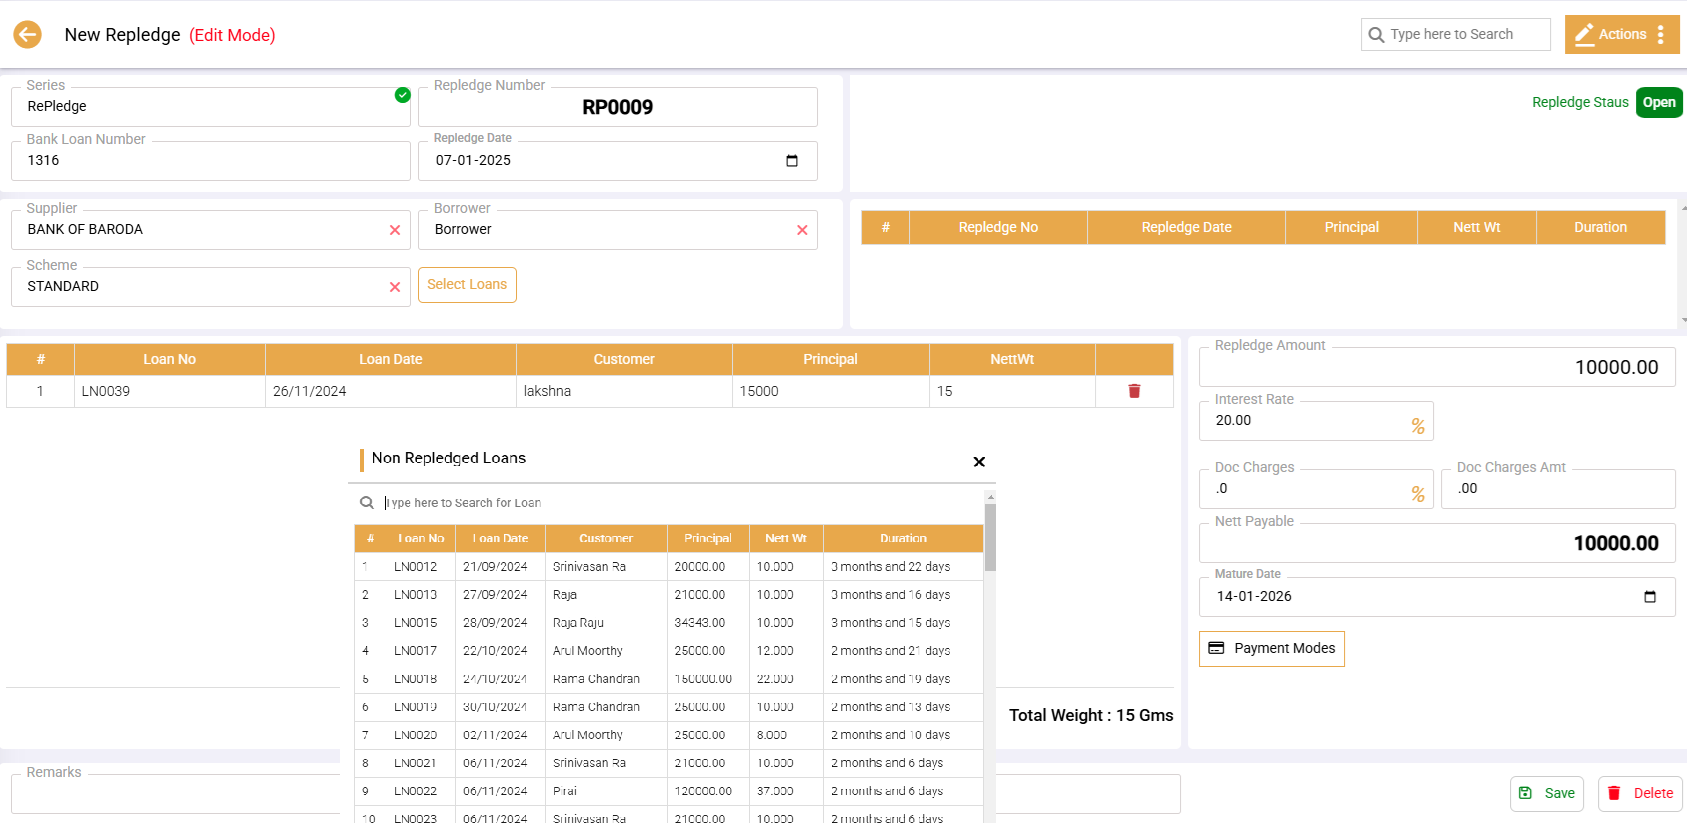 New Repledge (Edit Mode)
Type here to Search
Actions
Series
RePledge
Repledge Number
RP0009
Bank Loan Number
1316
Repledge Date
07-01-2025
Repledge Staus Open
Supplier
BANK OF BARODA
Borrower
Borrower
Scheme
STANDARD
Select Loans
# Repledge No Repledge Date Principal Nett Wt Duration
# Loan No Loan Date Customer Principal NettWt
1 LN0039 26/11/2024 lakshna 15000 15
Non Repledged Loans
Type here to Search for Loan
# Loan No Loan Date Customer Principal Nett Wt Duration
1 LN0012 21/09/2024 Srinivasan Ra 20000.00 10.000 3 months and 22 days
2 LN0013 27/09/2024 Raja 21000.00 10.000 3 months and 16 days
3 LN0015 28/09/2024 Raja Raju 34343.00 10.000 3 months and 15 days
4 LN0017 22/10/2024 Arul Moorthy 25000.00 12.000 2 months and 21 days
5 LN0018 24/10/2024 Rama Chandran 150000.00 22.000 2 months and 19 days
6 LN0019 30/10/2024 Rama Chandran 25000.00 10.000 2 months and 13 days
7 LN0020 02/11/2024 Arul Moorthy 25000.00 8.000 2 months and 10 days
8 LN0021 06/11/2024 Srinivasan Ra 21000.00 10.000 2 months and 6 days
9 LN0022 06/11/2024 Pirai 120000.00 37.000 2 months and 6 days
10 LN0023 06/11/2024 Srinivasan Ra 21000.00 10.000 2 months and 6 days
Total Weight : 15 Gms
Repledge Amount
10000.00
Interest Rate
20.00 %
Doc Charges
.0 %
Doc Charges Amt
.00
Nett Payable
10000.00
Mature Date
14-01-2026
Payment Modes
Remarks
Save
Delete